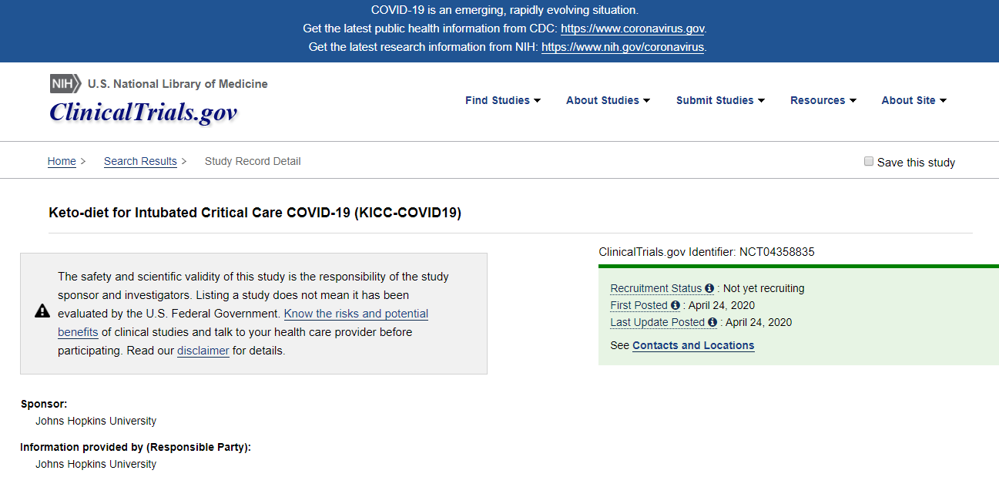 COVID-19 is an emerging, rapidly evolving situation.
Get the latest public health information from CDC: https://www.coronavirus.gov.
Get the latest research information from NIH: https://www.nih.gov/coronavirus.
NIH U.S. National Library of Medicine
ClinicalTrials.gov
Find Studies About Studies Submit Studies Resources About Site
Home > Search Results > Study Record Detail
Save this study
Keto-diet for Intubated Critical Care COVID-19 (KICC-COVID19)
The safety and scientific validity of this study is the responsibility of the study
sponsor and investigators. Listing a study does not mean it has been
evaluated by the U.S. Federal Government. Know the risks and potential
benefits of clinical studies and talk to your health care provider before
participating. Read our disclaimer for details.
ClinicalTrials.gov Identifier: NCT04358835
Recruitment Status : Not yet recruiting
First Posted : April 24, 2020
Last Update Posted : April 24, 2020
See Contacts and Locations
Sponsor:
Johns Hopkins University
Information provided by (Responsible Party):
Johns Hopkins University